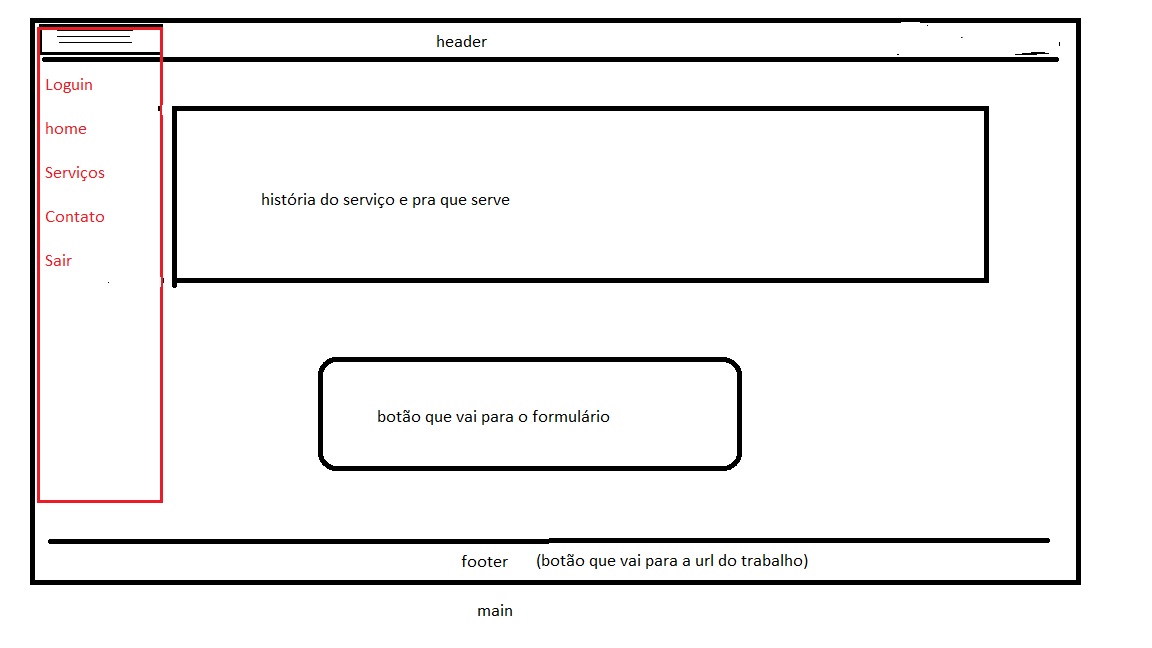 header
Loguin
home
Serviços
Contato
Sair
história do serviço e pra que serve
botão que vai para o formulário
footer (botão que vai para a url do trabalho)
main